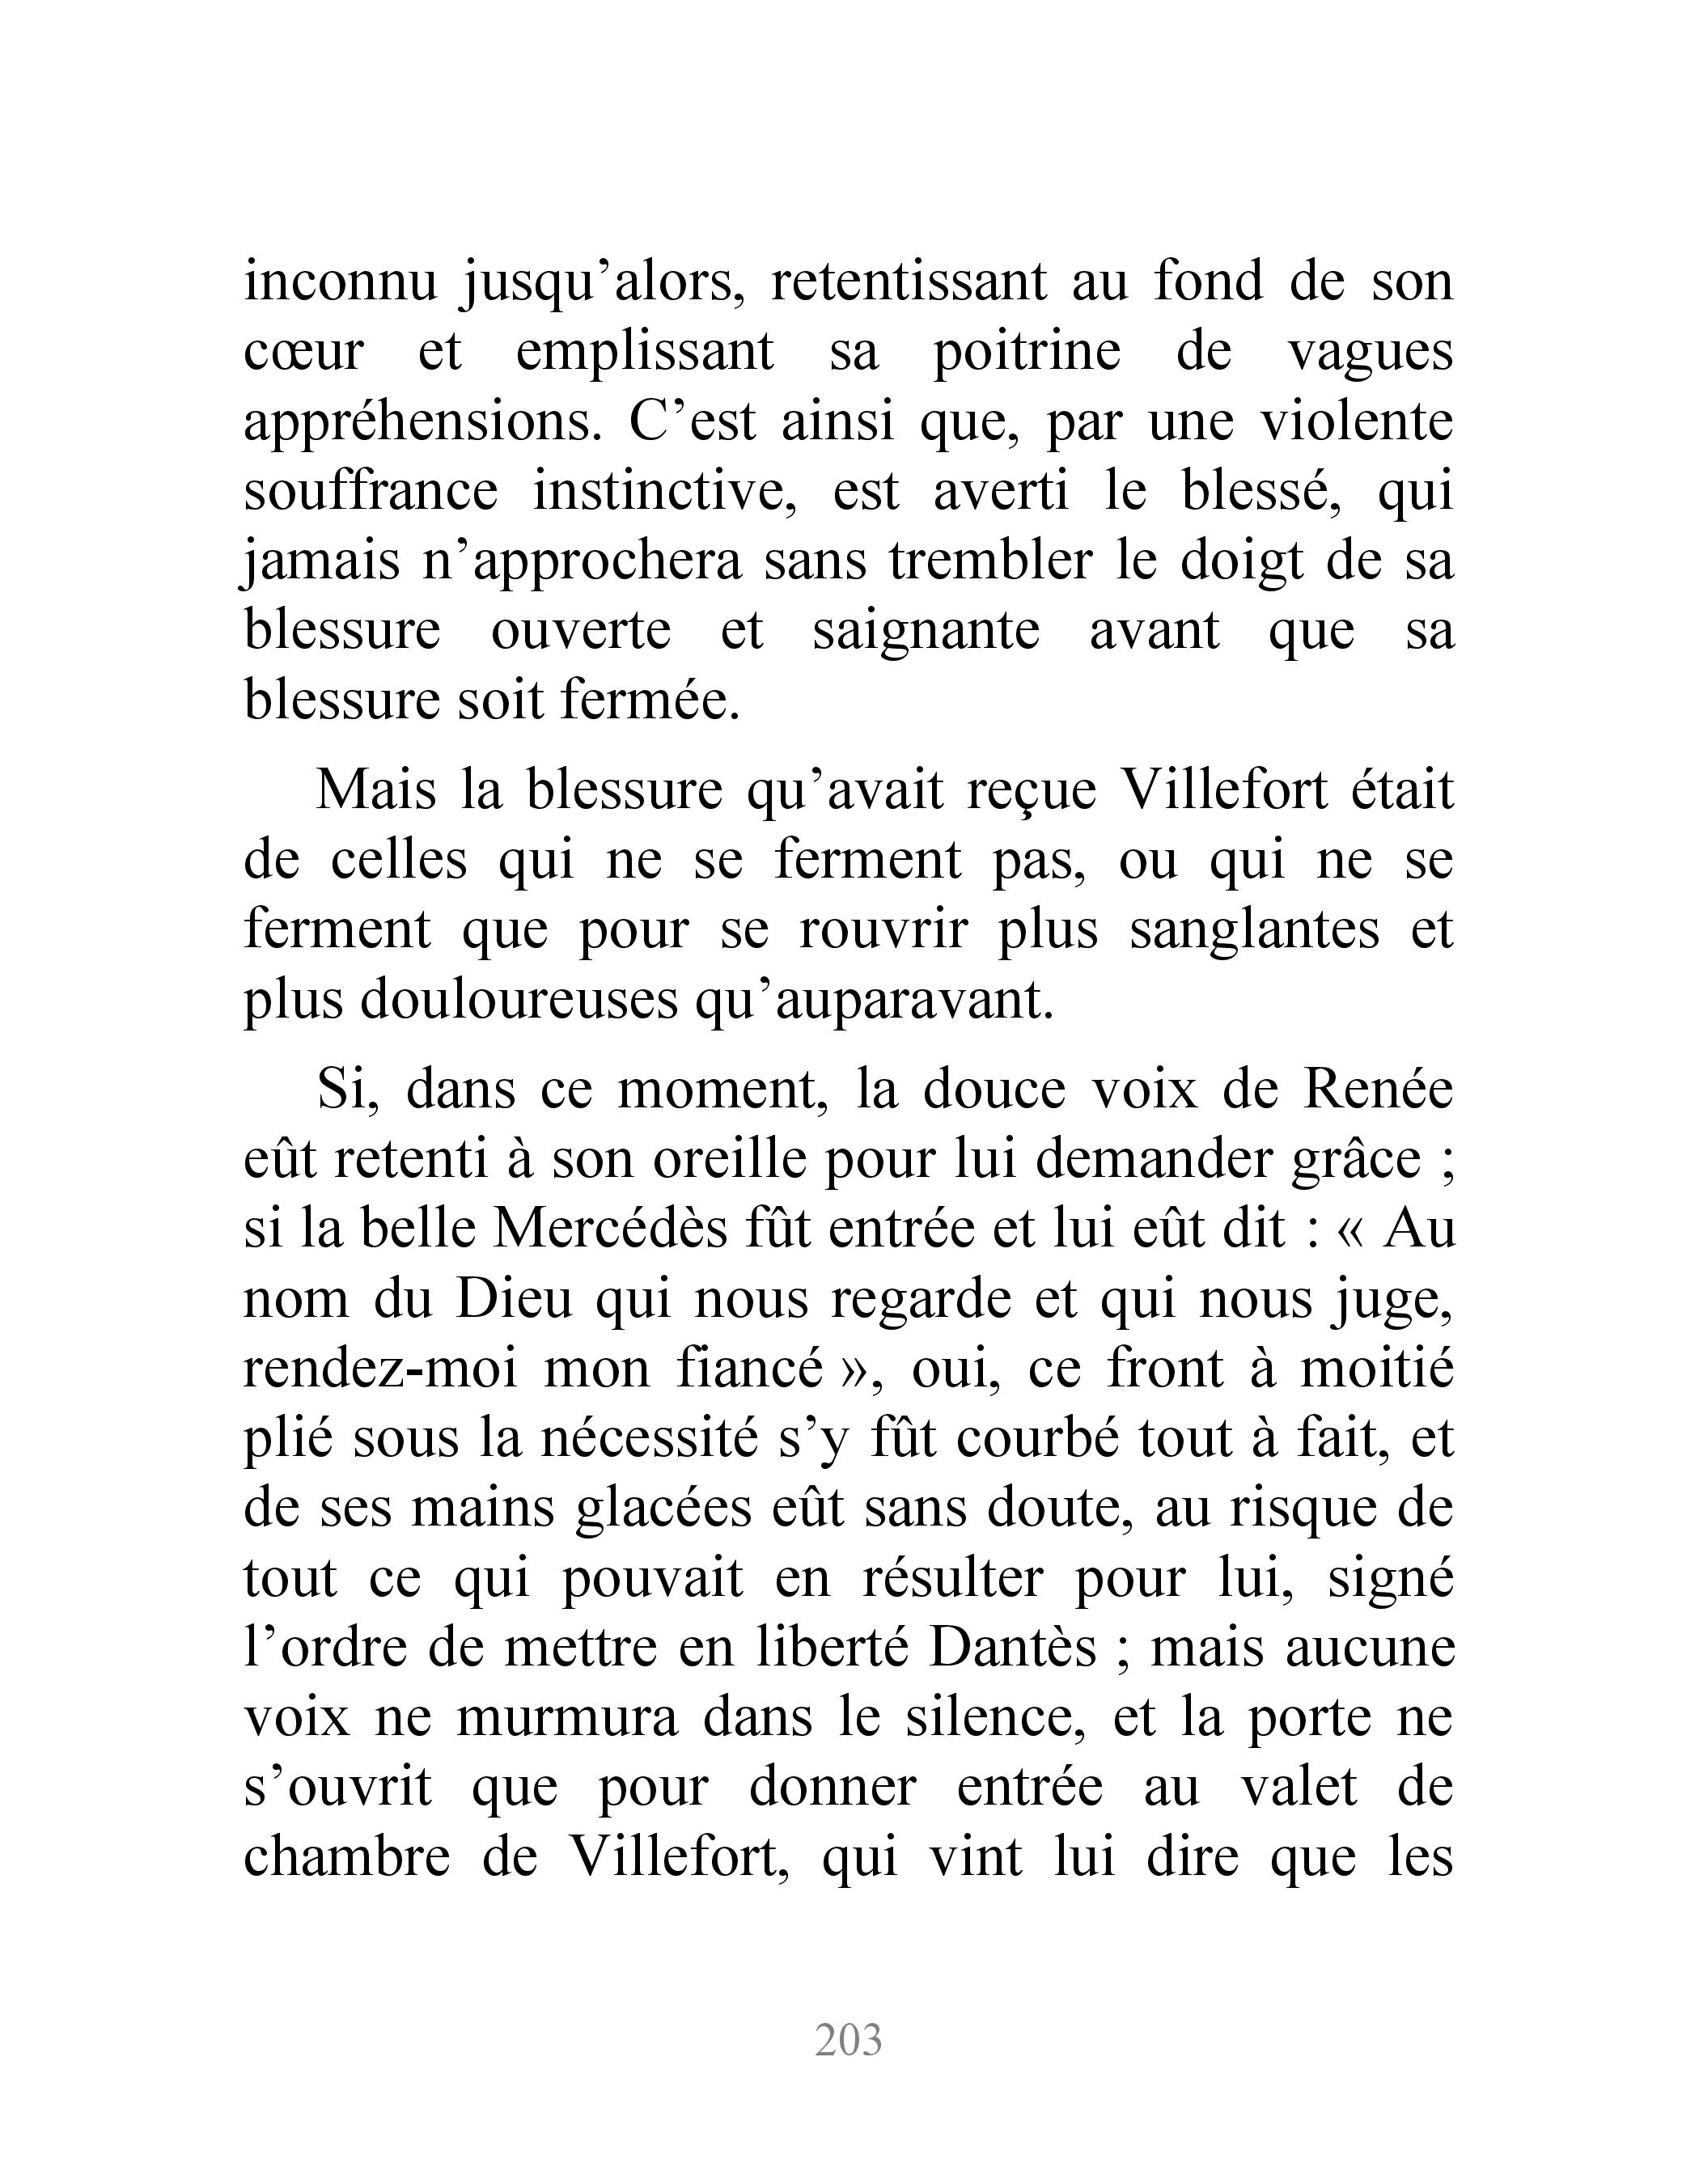 inconnu jusqu’alors, retentissant au fond de son
cœur et emplissant sa poitrine de vagues
appréhensions. C’est ainsi que, par une violente
souffrance instinctive, est averti le blessé, qui
jamais n’approchera sans trembler le doigt de sa
blessure ouverte et saignante avant que sa
blessure soit fermée.
Mais la blessure qu’avait reçue Villefort était
de celles qui ne se ferment pas, ou qui ne se
ferment que pour se rouvrir plus sanglantes et
plus douloureuses qu’auparavant.
Si, dans ce moment, la douce voix de Renée
eût retenti à son oreille pour lui demander grâce ;
si la belle Mercédès fût entrée et lui eût dit : « Au
nom du Dieu qui nous regarde et qui nous juge,
rendez-moi mon fiancé », oui, ce front à moitié
plié sous la nécessité s’y fût courbé tout à fait, et
de ses mains glacées eût sans doute, au risque de
tout ce qui pouvait en résulter pour lui, signé
l’ordre de mettre en liberté Dantès ; mais aucune
voix ne murmura dans le silence, et la porte ne
s’ouvrit que pour donner entrée au valet de
chambre de Villefort, qui vint lui dire que les
203